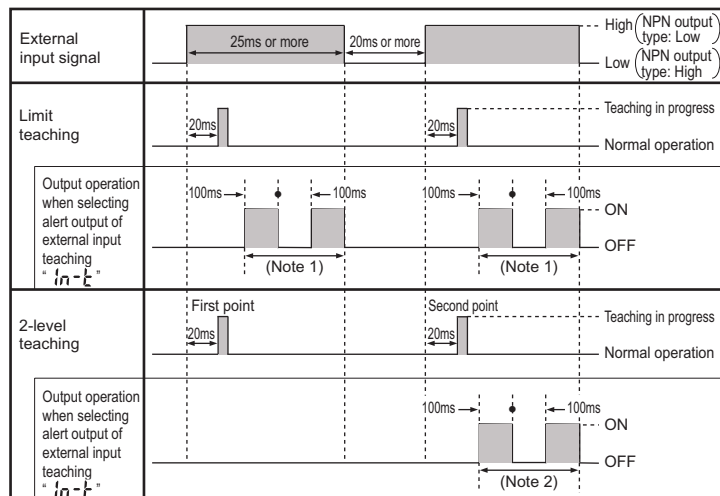 External
input signal
25ms or more
20ms or more
High (NPN output
type: Low)
Low (NPN output
type: High)
Limit
teaching
20ms
20ms
Teaching in progress
Normal operation
Output operation
when selecting
alert output of
external input
teaching
“ In-t ”
100ms
100ms
100ms
100ms
ON
OFF
(Note 1)
(Note 1)
2-level
teaching
First point
Second point
20ms
20ms
Teaching in progress
Normal operation
Output operation
when selecting
alert output of
external input
teaching
“ In-t ”
100ms
100ms
ON
OFF
(Note 2)